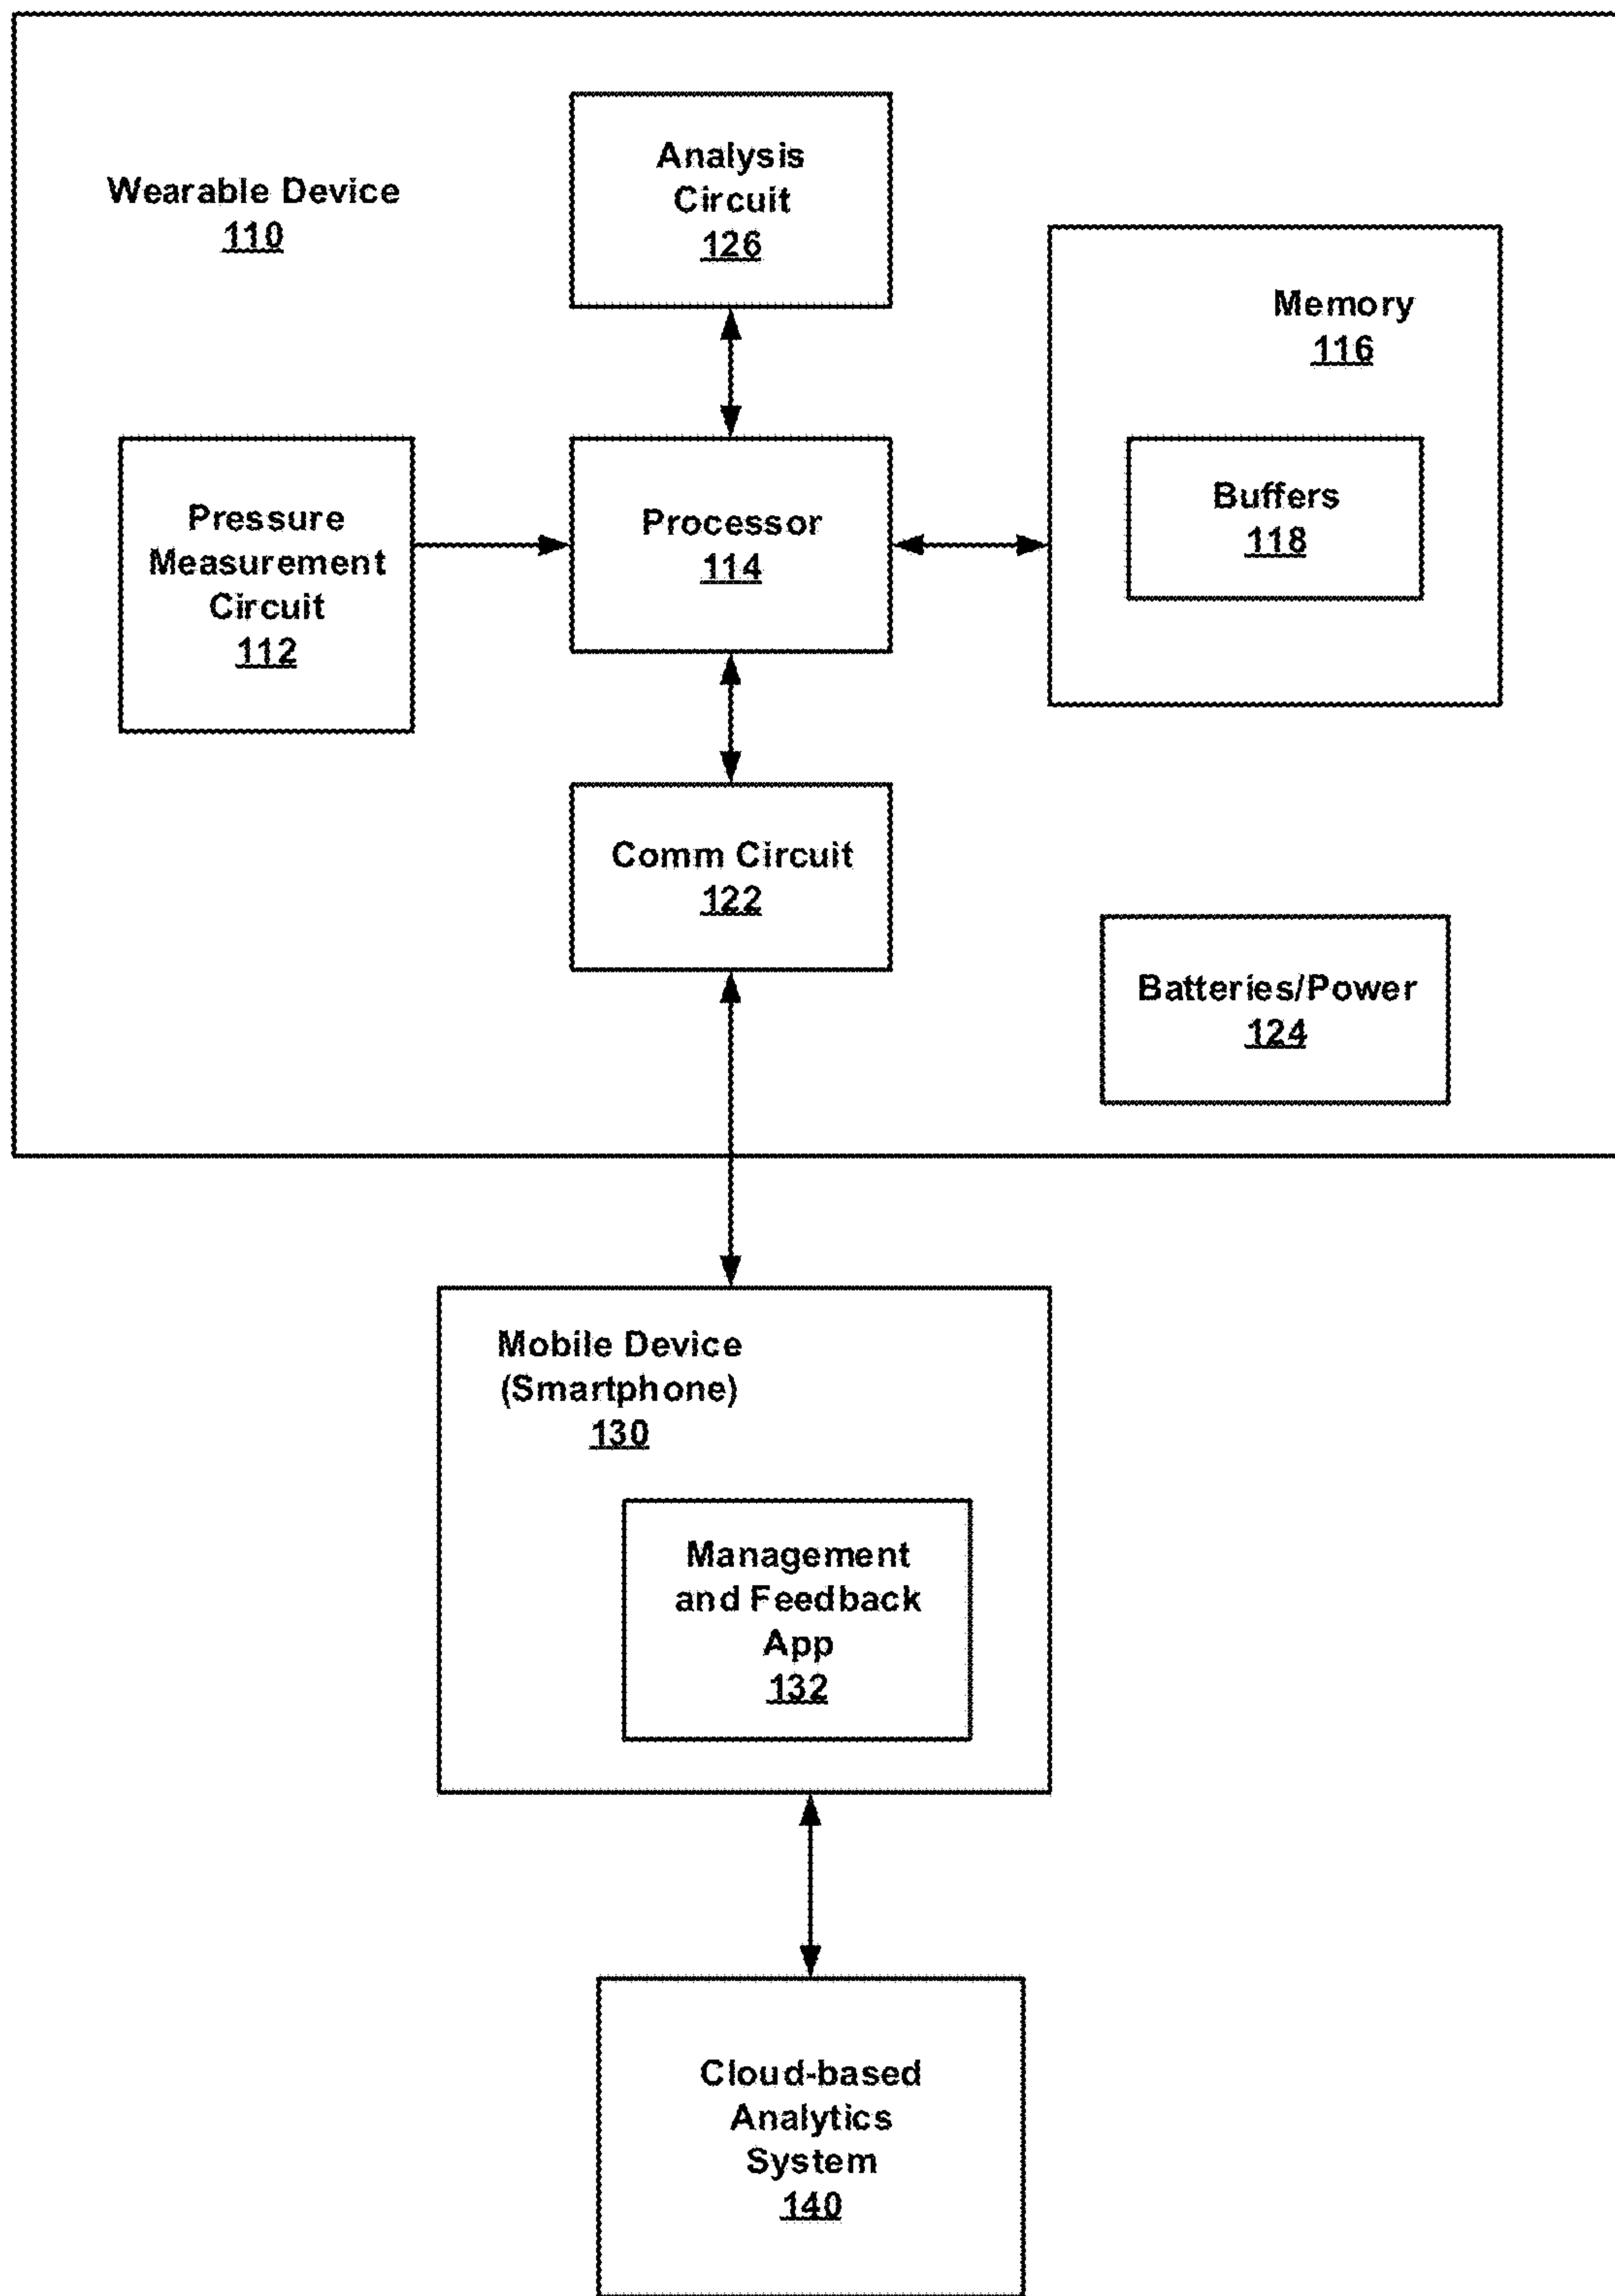 Wearable Device
110
Analysis
Circuit
126
Memory
116
Buffers
118
Pressure
Measurement
Circuit
112
Processor
114
Comm Circuit
122
Batteries/Power
124
Mobile Device
(Smartphone)
130
Management
and Feedback
App
132
Cloud-based
Analytics
System
140